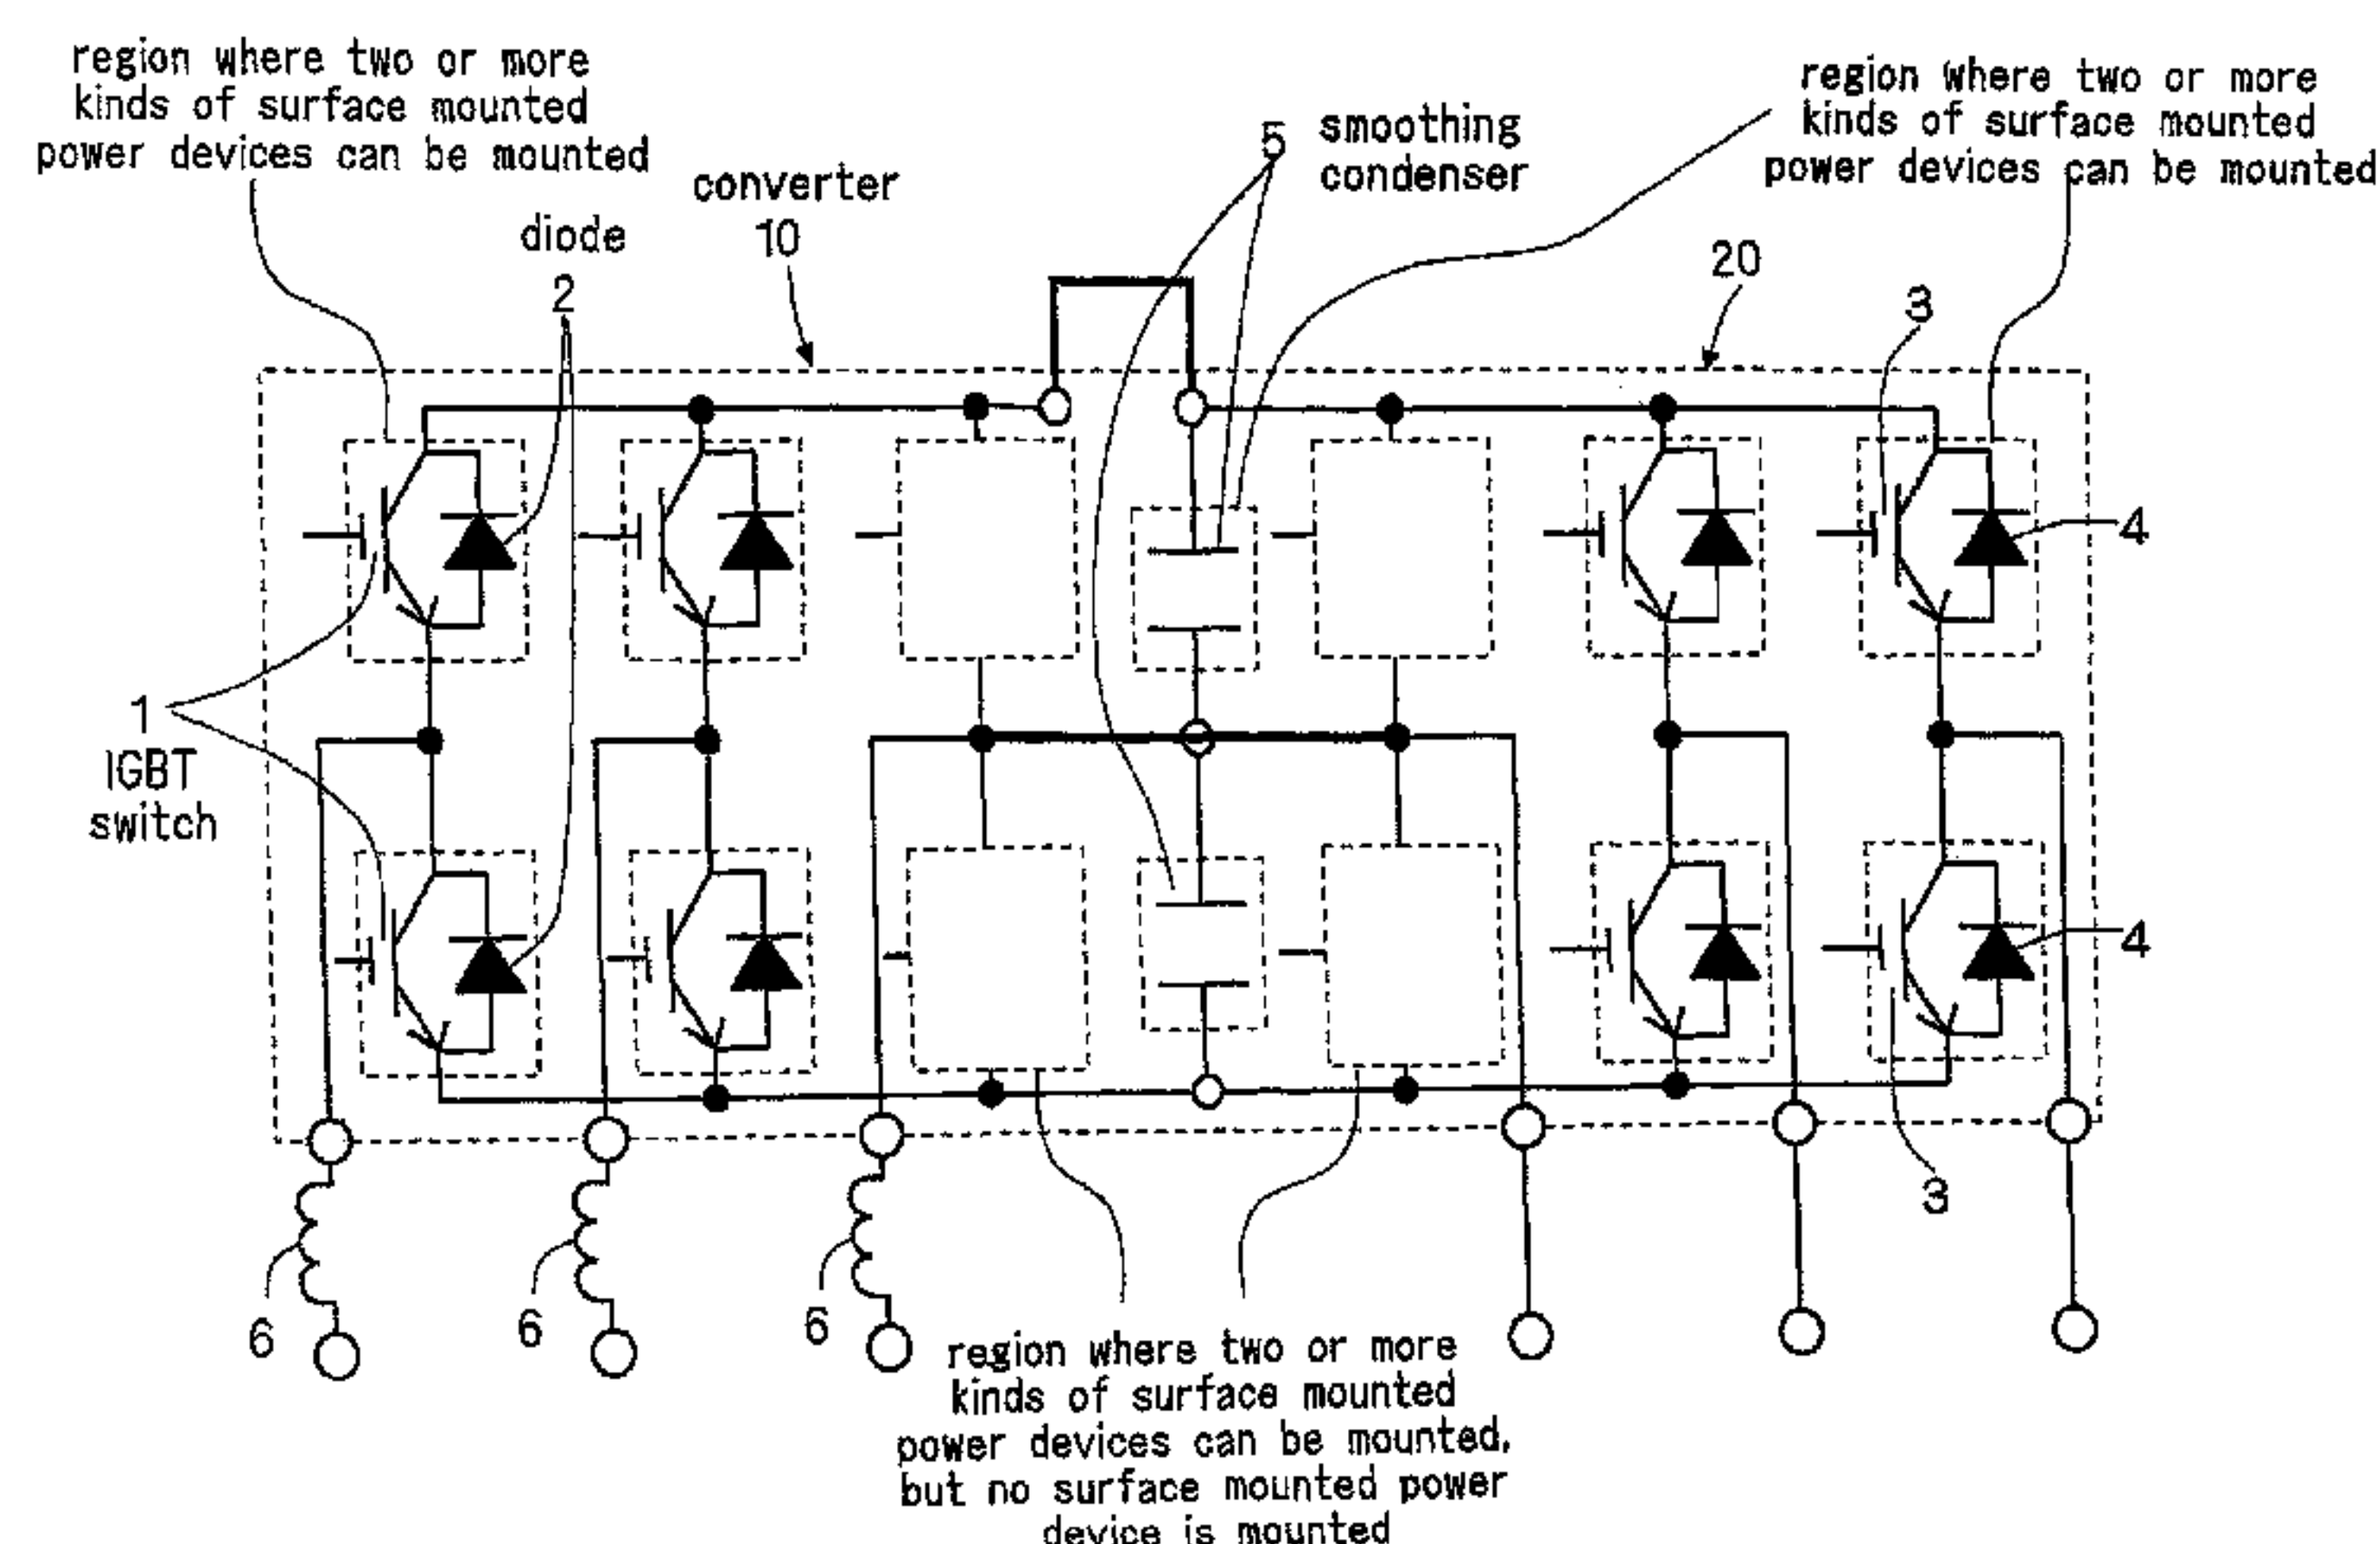 region where two or more
kinds of surface mounted
power devices can be mounted
region where two or more
kinds of surface mounted
power devices can be mounted
5 smoothing
condenser
converter
10
diode
2
20
3
4
1
IGBT
switch
4
3
6
6
6
region where two or more
kinds of surface mounted
power devices can be mounted,
but no surface mounted power
device is mounted